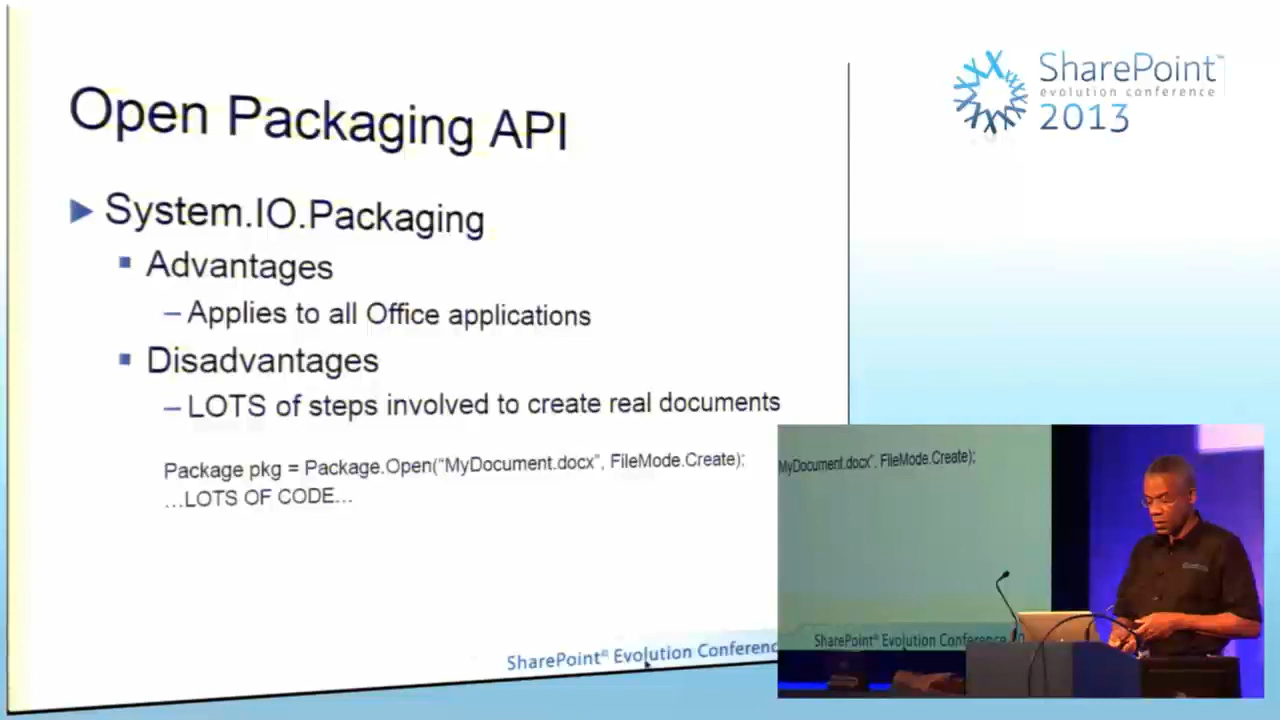 Open Packaging API
System.IO.Packaging
Advantages
– Applies to all Office applications
Disadvantages
– LOTS of steps involved to create real documents
Package pkg = Package.Open(“MyDocument.docx”, FileMode.Create);
...LOTS OF CODE...
SharePoint® Evolution Conferenc
SharePoint™
evolution conference
2013
MyDocument.docx”, FileMode.Create);
SharePoint® Evolution Conference